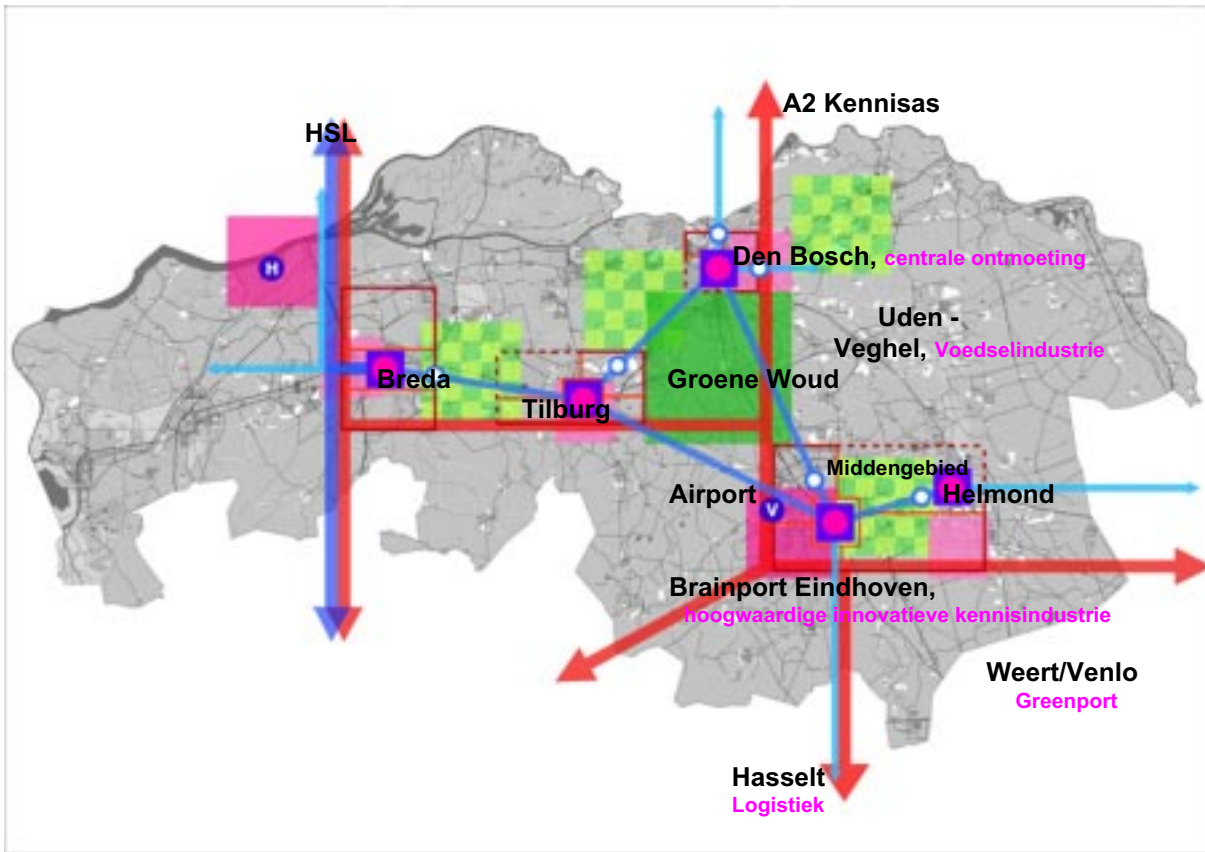 A2 Kennisas
HSL
H
Den Bosch, centrale ontmoeting
Uden -
Veghel, Voedselindustrie
Breda
Groene Woud
Tilburg
Middengebied
Airport
V
Helmond
Brainport Eindhoven,
hoogwaardige innovatieve kennisindustrie
Weert/Venlo
Greenport
Hasselt
Logistiek